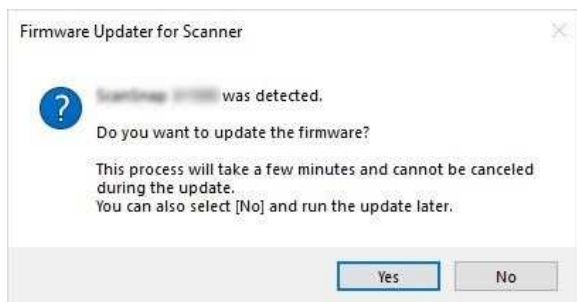 Firmware Updater for Scanner
was detected.
Do you want to update the firmware?
This process will take a few minutes and cannot be canceled
during the update.
You can also select [No] and run the update later.
Yes
No